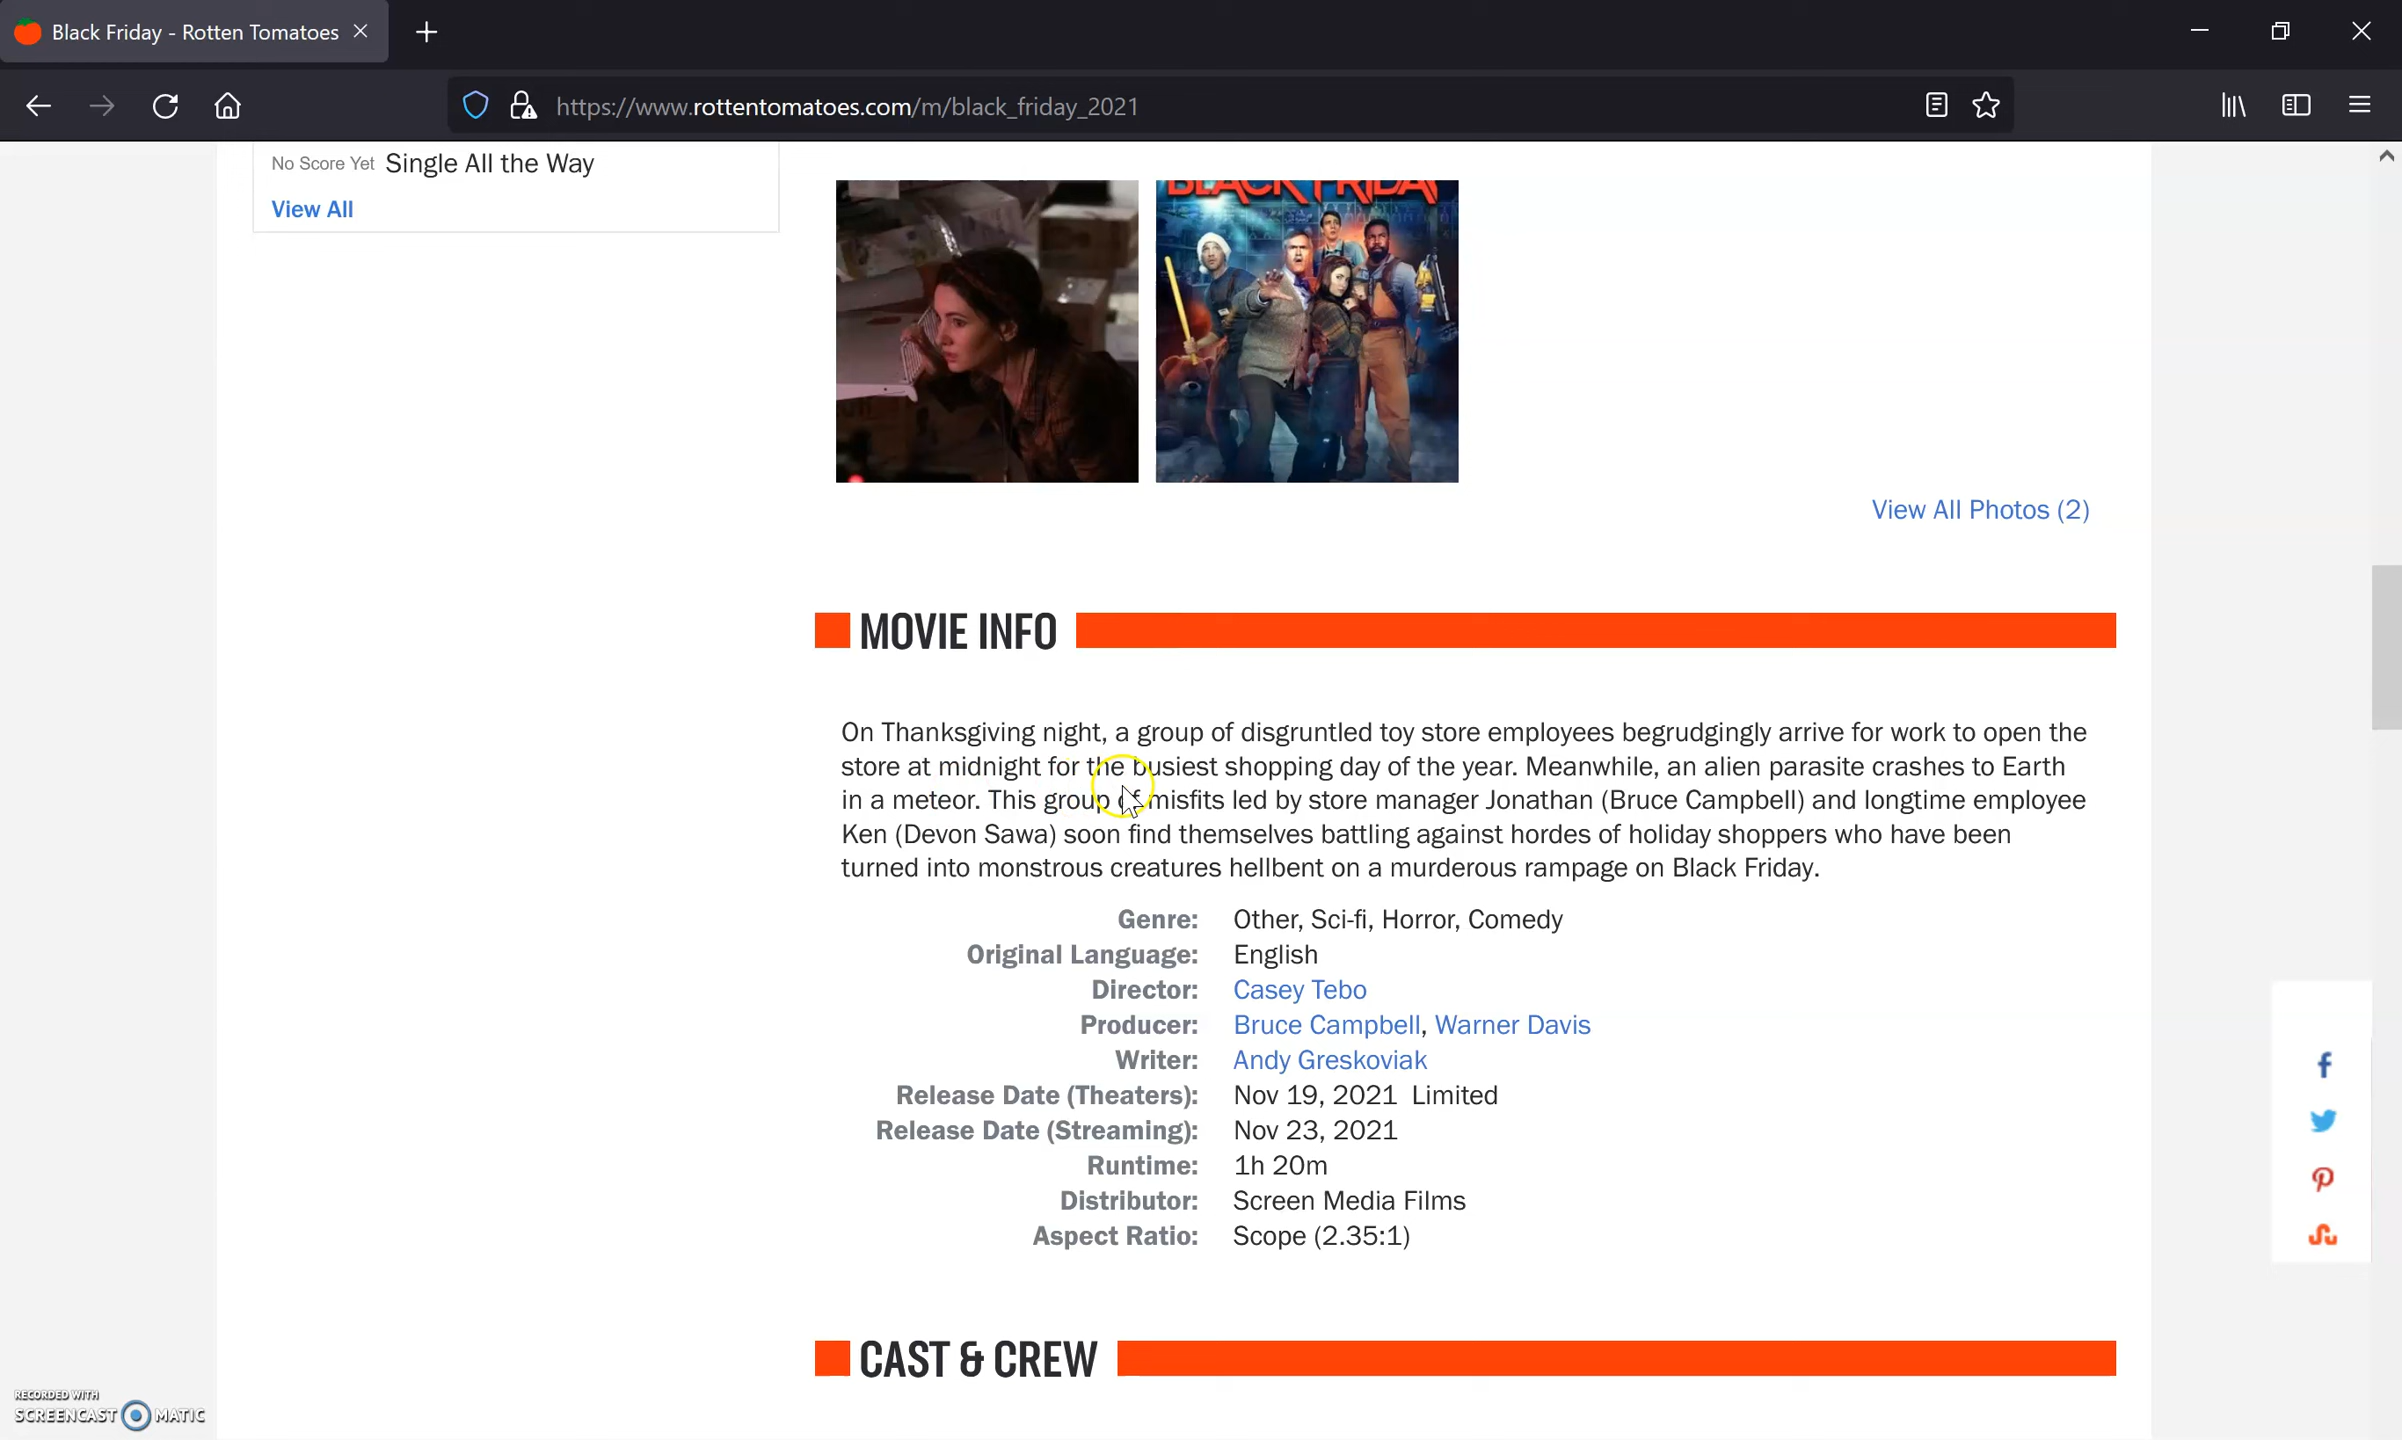 Black Friday - Rotten Tomatoes
https://www.rottentomatoes.com/m/black_friday_2021
No Score Yet Single All the Way
View All
BLACK FRIDAY
View All Photos (2)
MOVIE INFO
On Thanksgiving night, a group of disgruntled toy store employees begrudgingly arrive for work to open the
store at midnight for the busiest shopping day of the year. Meanwhile, an alien parasite crashes to Earth
in a meteor. This group of misfits led by store manager Jonathan (Bruce Campbell) and longtime employee
Ken (Devon Sawa) soon find themselves battling against hordes of holiday shoppers who have been
turned into monstrous creatures hellbent on a murderous rampage on Black Friday.
Genre: Other, Sci-fi, Horror, Comedy
Original Language: English
Director: Casey Tebo
Producer: Bruce Campbell, Warner Davis
Writer: Andy Greskoviak
Release Date (Theaters): Nov 19, 2021 Limited
Release Date (Streaming): Nov 23, 2021
Runtime: 1h 20m
Distributor: Screen Media Films
Aspect Ratio: Scope (2.35:1)
CAST & CREW
RECORDED WITH
SCREENCAST MATIC